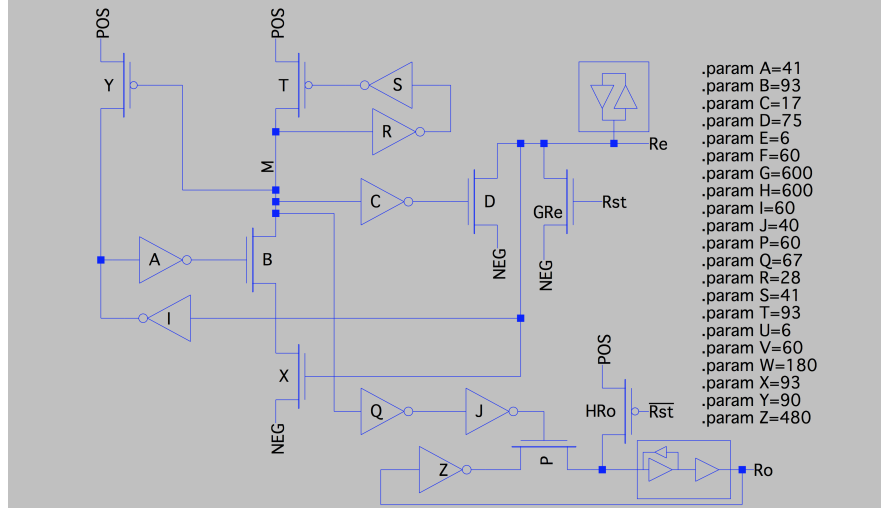 POS
POS
Y
T
S
R
M
Re
C
D
GRe
Rst
NEG
NEG
A
B
I
X
NEG
Q
J
POS
HRo
R̅s̅t̅
P
Z
Ro
.param A=41
.param B=93
.param C=17
.param D=75
.param E=6
.param F=60
.param G=600
.param H=600
.param I=60
.param J=40
.param P=60
.param Q=67
.param R=28
.param S=41
.param T=93
.param U=6
.param V=60
.param W=180
.param X=93
.param Y=90
.param Z=480